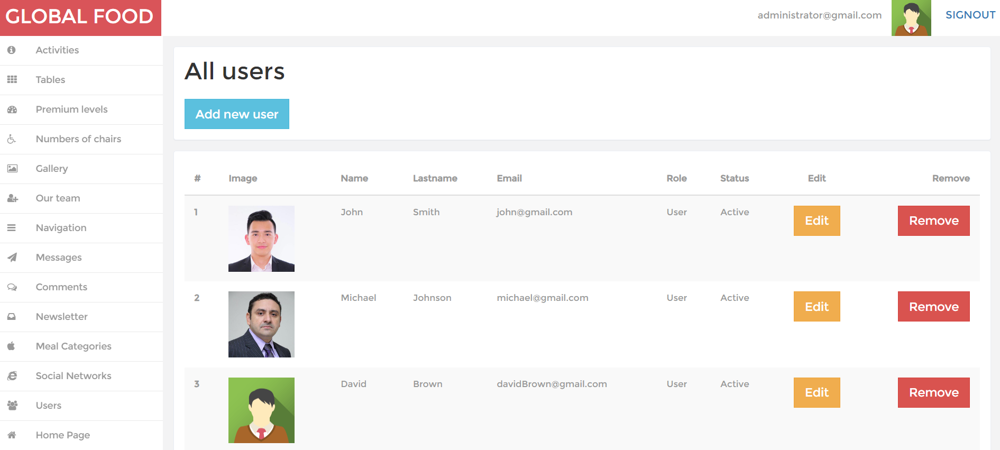 GLOBAL FOOD
administrator@gmail.com SIGNOUT
Activities
Tables
Premium levels
Numbers of chairs
Gallery
Our team
Navigation
Messages
Comments
Newsletter
Meal Categories
Social Networks
Users
Home Page
All users
Add new user
# Image Name Lastname Email Role Status Edit Remove
1 John Smith john@gmail.com User Active Edit Remove
2 Michael Johnson michael@gmail.com User Active Edit Remove
3 David Brown davidBrown@gmail.com User Active Edit Remove